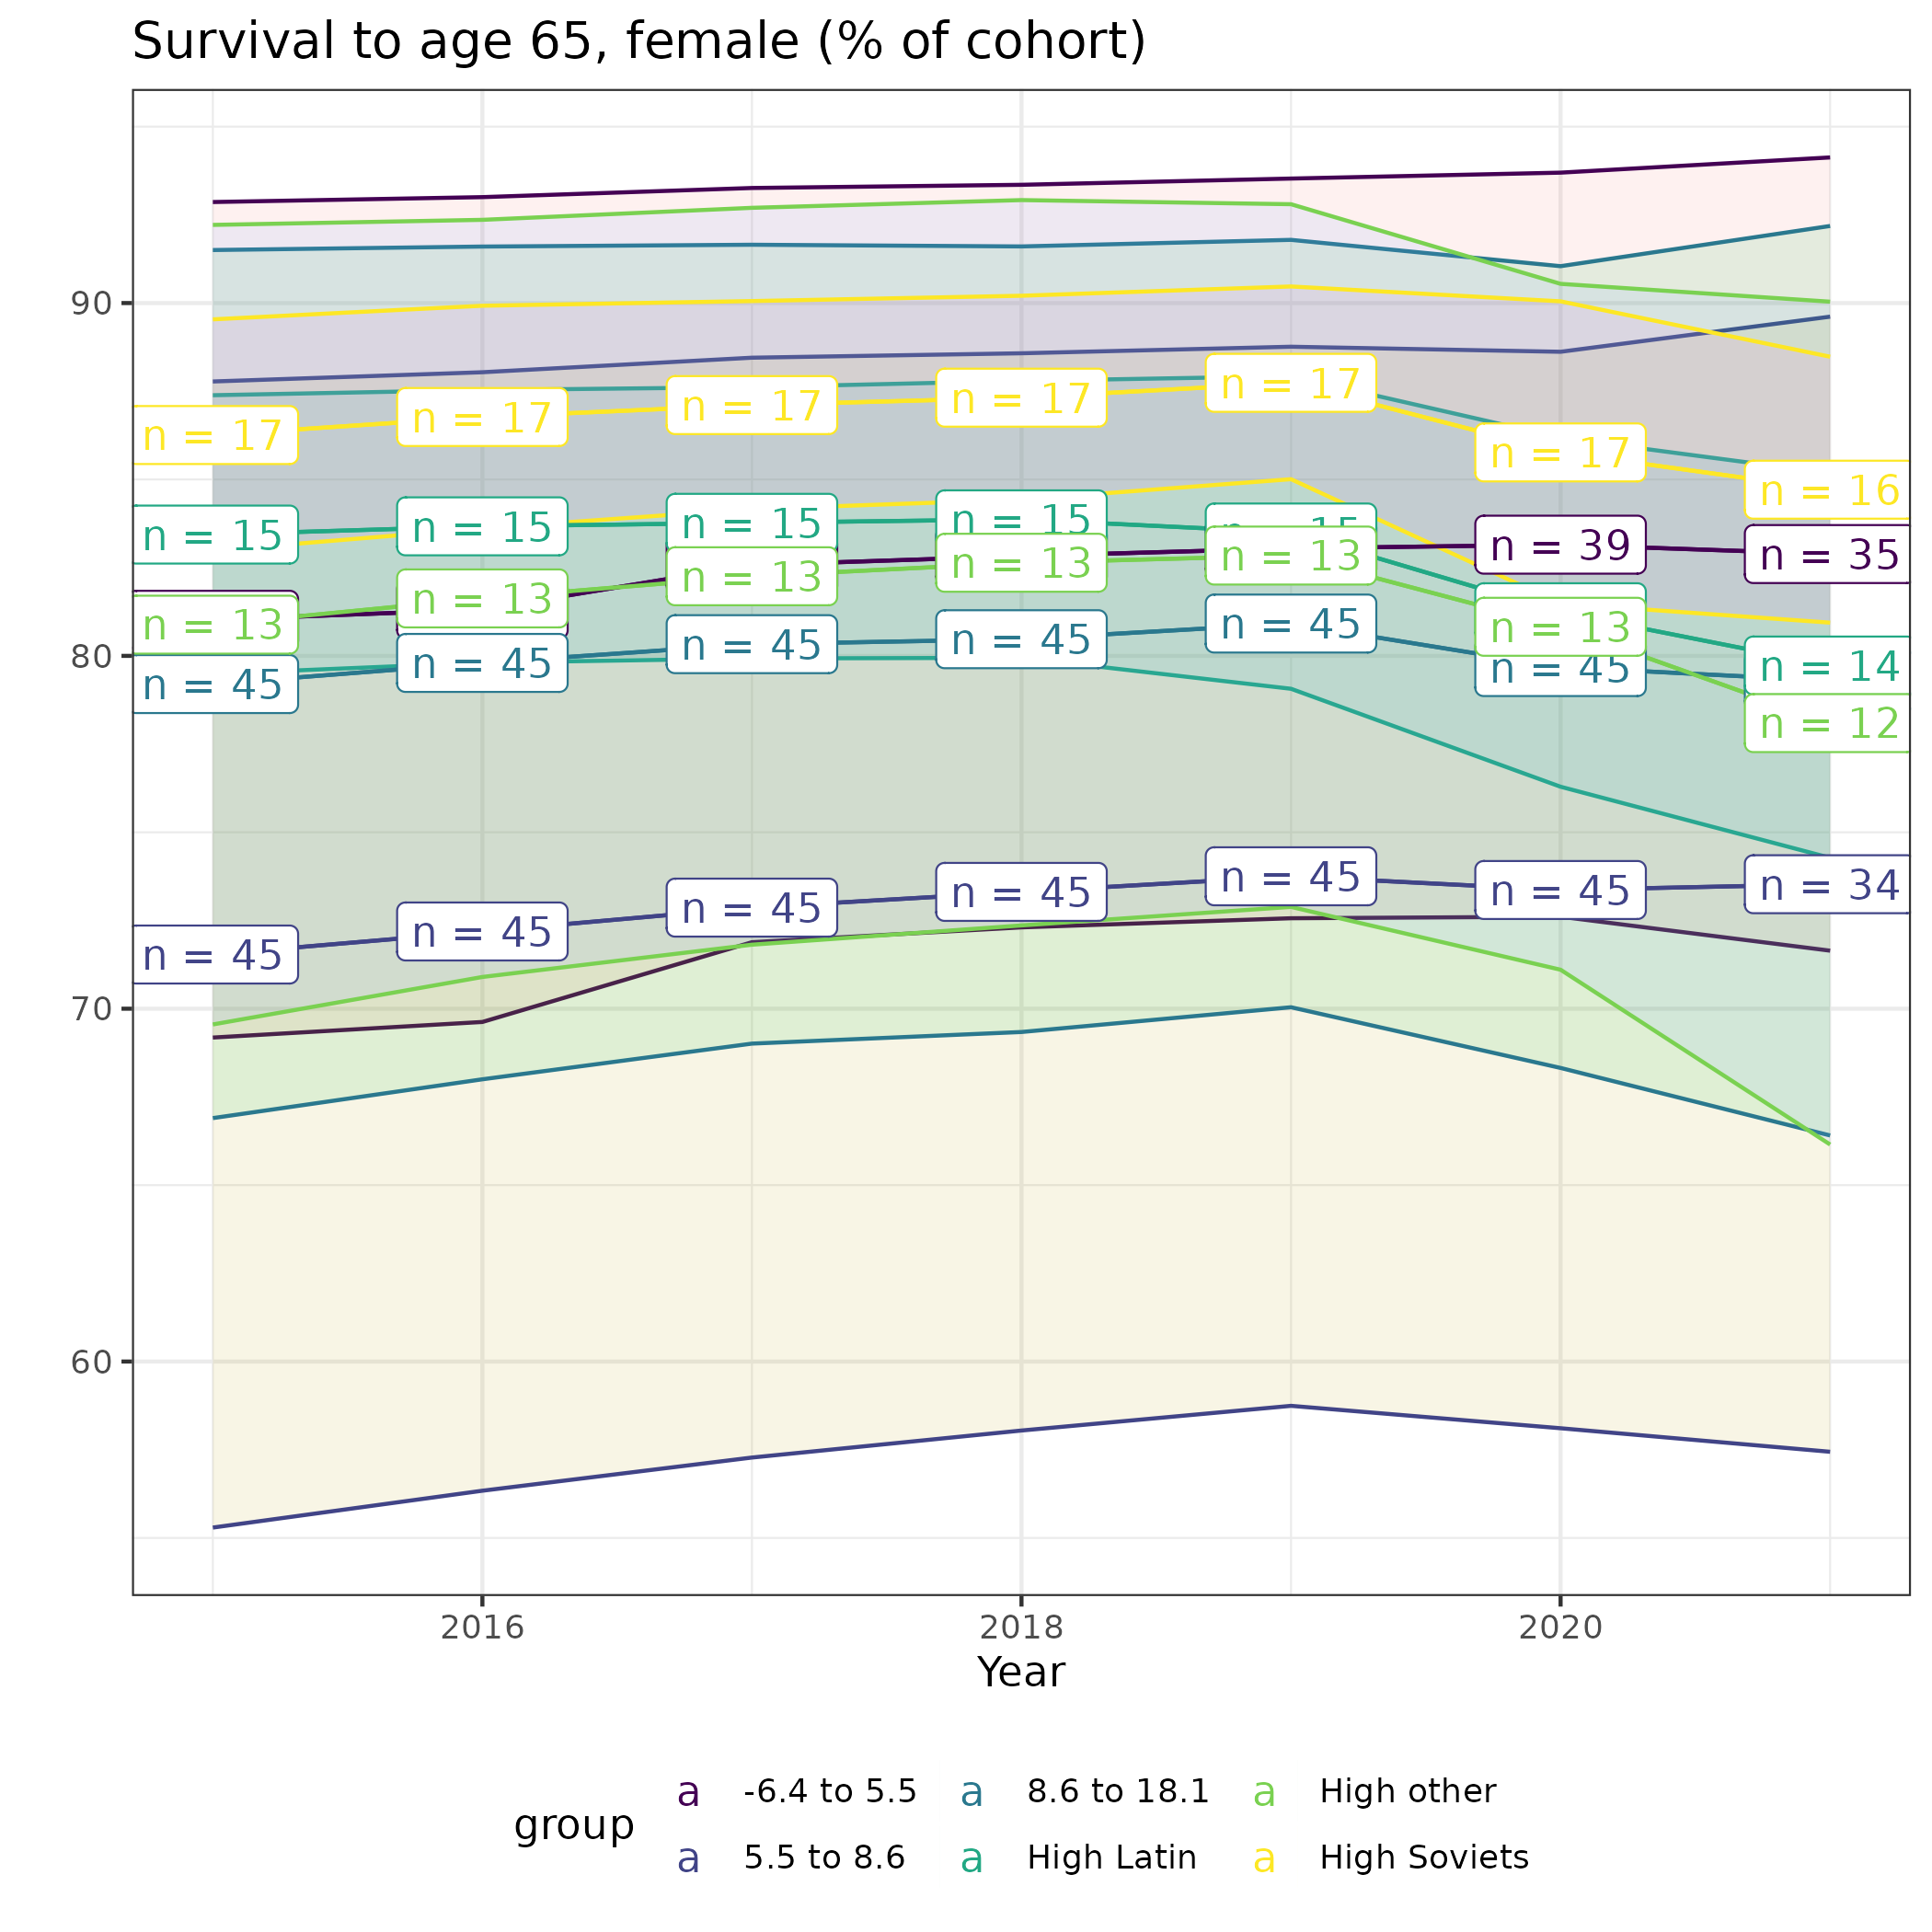 Survival to age 65, female (% of cohort)
90
80
70
60
n = 17
n = 17
n = 17
n = 17
n = 17
n = 17
n = 16
n = 15
n = 15
n = 15
n = 15
n = 15
n = 39
n = 35
n = 13
n = 13
n = 13
n = 13
n = 13
n = 13
n = 14
n = 12
n = 45
n = 45
n = 45
n = 45
n = 45
n = 45
n = 45
n = 45
n = 45
n = 45
n = 45
n = 45
n = 34
2016 2018 2020
Year
group
a -6.4 to 5.5 a 8.6 to 18.1 a High other
a 5.5 to 8.6 a High Latin a High Soviets